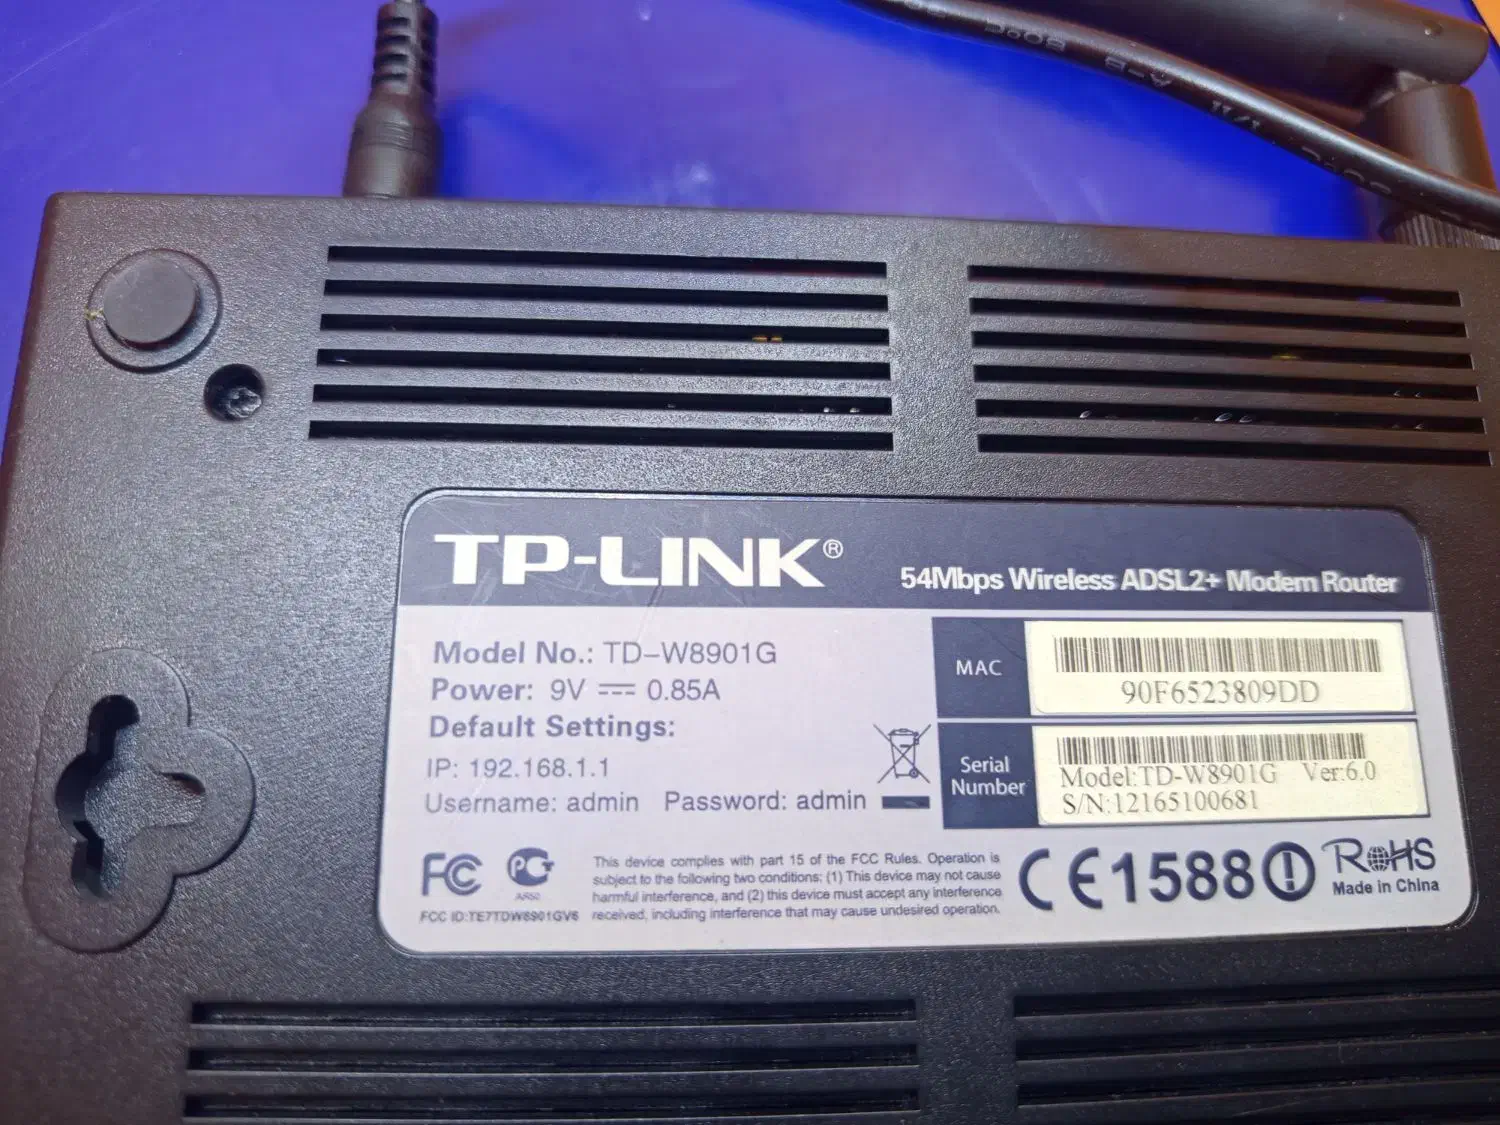 80°C
TP-LINK®
54Mbps Wireless ADSL2+ Modem Router
Model No.: TD-W8901G
Power: 9V ⎓ 0.85A
Default Settings:
IP: 192.168.1.1
Username: admin Password: admin
MAC
90F6523809DD
Serial Number
Model:TD-W8901G Ver:6.0
S/N:12165100681
FC
PCT
AR50
FCC ID:TE7TDW8901GV6
This device complies with part 15 of the FCC Rules. Operation is
subject to the following two conditions: (1) This device may not cause
harmful interference, and (2) this device must accept any interference
received, including interference that may cause undesired operation.
CE1588
RoHS
Made in China